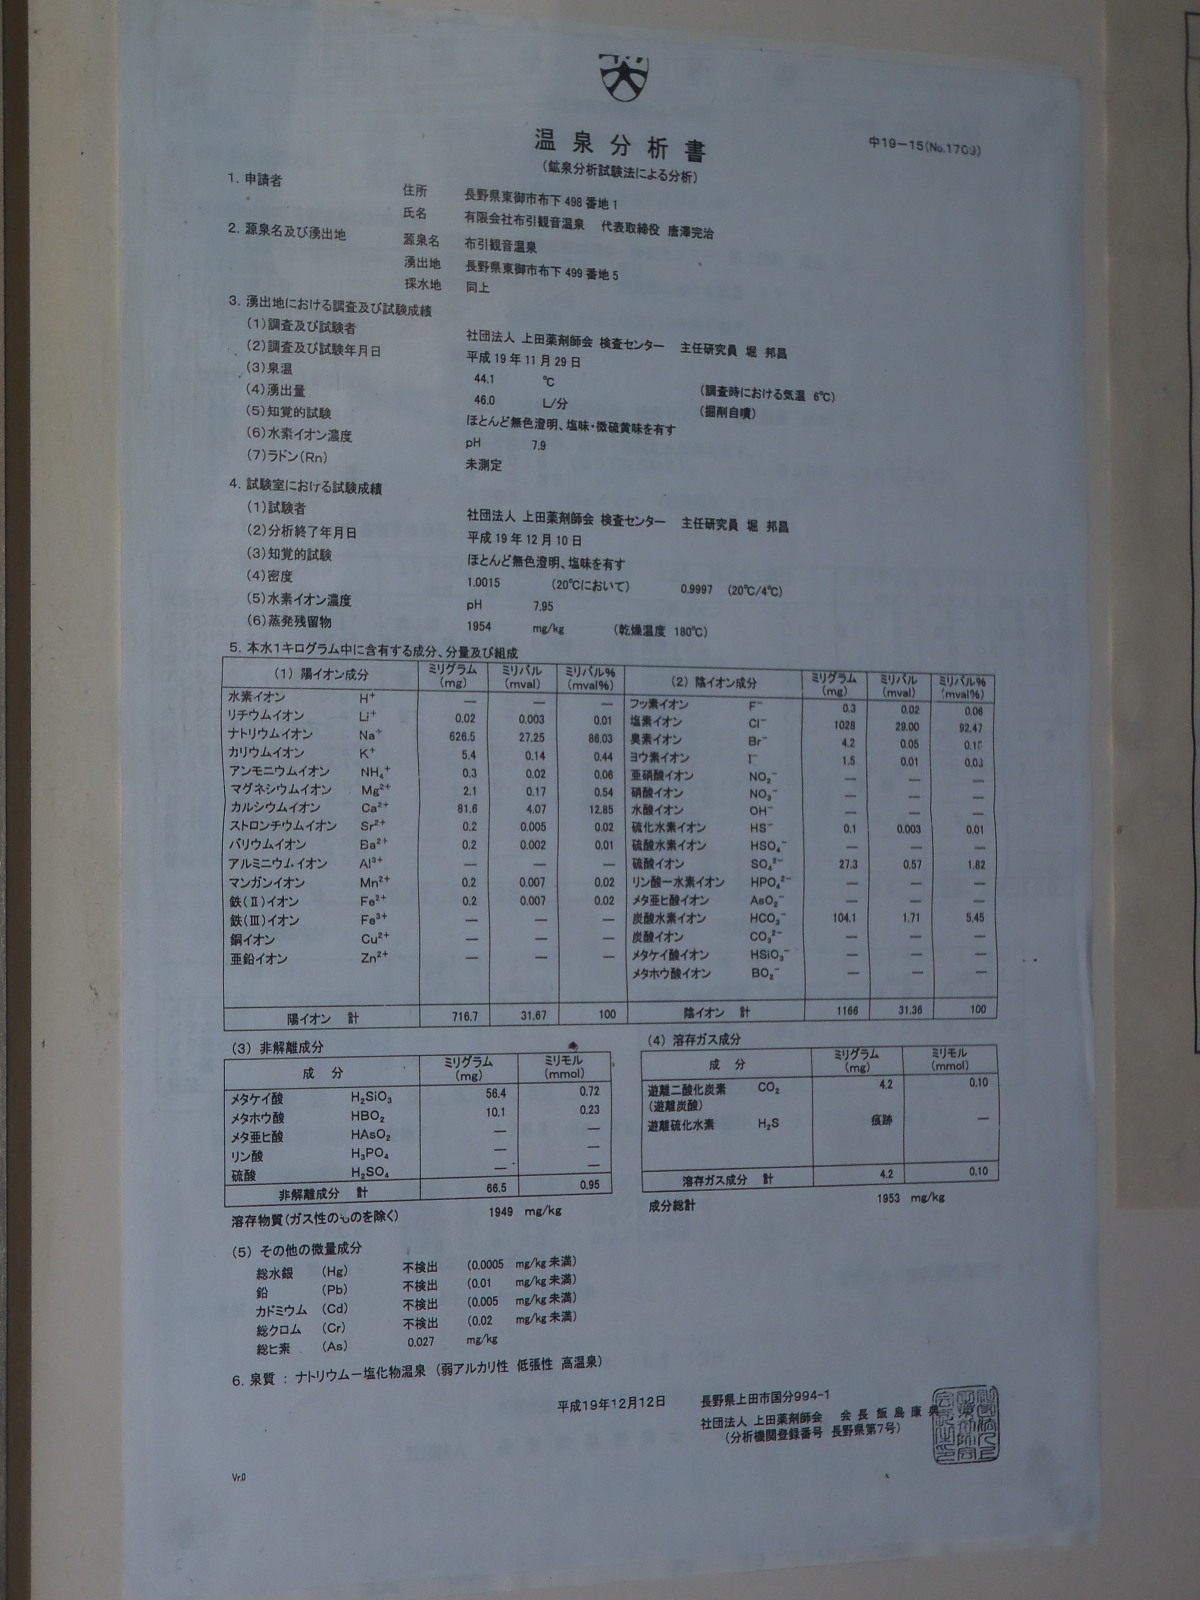 温泉分析書
中19-15(No.1709)
(鉱泉分析試験法による分析)
1. 申請者
住所 長野県東御市布下498番地1
氏名 有限会社布引観音温泉 代表取締役 唐澤完治
2. 源泉名及び湧出地
源泉名 布引観音温泉
湧出地 長野県東御市布下499番地5
採水地 同上
3. 湧出地における調査及び試験成績
(1)調査及び試験者 社団法人 上田薬剤師会 検査センター 主任研究員 堀 邦昌
(2)調査及び試験年月日 平成19年11月29日
(3)泉温 44.1 ℃ (調査時における気温 6℃)
(4)湧出量 46.0 L/分 (掘削自噴)
(5)知覚的試験 ほとんど無色澄明、塩味・微硫黄味を有す
(6)水素イオン濃度 pH 7.9
(7)ラドン(Rn) 未測定
4. 試験室における試験成績
(1)試験者 社団法人 上田薬剤師会 検査センター 主任研究員 堀 邦昌
(2)分析終了年月日 平成19年12月10日
(3)知覚的試験 ほとんど無色澄明、塩味を有す
(4)密度 1.0015 (20℃において) 0.9997 (20℃/4℃)
(5)水素イオン濃度 pH 7.95
(6)蒸発残留物 1954 mg/kg (乾燥温度 180℃)
5. 本水1キログラム中に含有する成分、分量及び組成
(1) 陽イオン成分 ミリグラム(mg) ミリバル(mval) ミリバル%(mval%)
水素イオン H⁺ — — —
リチウムイオン Li⁺ 0.02 0.003 0.01
ナトリウムイオン Na⁺ 626.5 27.25 86.03
カリウムイオン K⁺ 5.4 0.14 0.44
アンモニウムイオン NH₄⁺ 0.3 0.02 0.06
マグネシウムイオン Mg²⁺ 2.1 0.17 0.54
カルシウムイオン Ca²⁺ 81.6 4.07 12.85
ストロンチウムイオン Sr²⁺ 0.2 0.005 0.02
バリウムイオン Ba²⁺ 0.2 0.002 0.01
アルミニウムイオン Al³⁺ — — —
マンガンイオン Mn²⁺ 0.2 0.007 0.02
鉄(Ⅱ)イオン Fe²⁺ 0.2 0.007 0.02
鉄(Ⅲ)イオン Fe³⁺ — — —
銅イオン Cu²⁺ — — —
亜鉛イオン Zn²⁺ — — —
陽イオン 計 716.7 31.67 100
(2) 陰イオン成分 ミリグラム(mg) ミリバル(mval) ミリバル%(mval%)
フッ素イオン F⁻ 0.3 0.02 0.06
塩素イオン Cl⁻ 1028 29.00 92.47
臭素イオン Br⁻ 4.2 0.05
ヨウ素イオン I⁻ 1.5 0.01 0.03
亜硝酸イオン NO₂⁻ — — —
硝酸イオン NO₃⁻ — — —
水酸イオン OH⁻ — — —
硫化水素イオン HS⁻ 0.1 0.003 0.01
硫酸水素イオン HSO₄⁻ — — —
硫酸イオン SO₄²⁻ 27.3 0.57 1.82
リン酸一水素イオン HPO₄²⁻ — — —
メタ亜ヒ酸イオン AsO₂⁻ — — —
炭酸水素イオン HCO₃⁻ 104.1 1.71 5.45
炭酸イオン CO₃²⁻ — — —
メタケイ酸イオン HSiO₃⁻ — — —
メタホウ酸イオン BO₂⁻ — — —
陰イオン 計 1166 31.36 100
(3) 非解離成分
成 分 ミリグラム(mg) ミリモル(mmol)
メタケイ酸 H₂SiO₃ 56.4 0.72
メタホウ酸 HBO₂ 10.1 0.23
メタ亜ヒ酸 HAsO₂ — —
リン酸 H₃PO₄ — —
硫酸 H₂SO₄ — —
非解離成分 計 66.5 0.95
溶存物質(ガス性のものを除く) 1949 mg/kg
(4) 溶存ガス成分
成 分 ミリグラム(mg) ミリモル(mmol)
遊離二酸化炭素 CO₂ 4.2 0.10
(遊離炭酸)
遊離硫化水素 H₂S 痕跡 —
溶存ガス成分 計 4.2 0.10
成分総計 1953 mg/kg
(5) その他の微量成分
総水銀 (Hg) 不検出 (0.0005 mg/kg未満)
鉛 (Pb) 不検出 (0.01 mg/kg未満)
カドミウム (Cd) 不検出 (0.005 mg/kg未満)
総クロム (Cr) 不検出 (0.02 mg/kg未満)
総ヒ素 (As) 0.027 mg/kg
6. 泉質 : ナトリウム-塩化物温泉 (弱アルカリ性 低張性 高温泉)
平成19年12月12日 長野県上田市国分994-1
社団法人 上田薬剤師会 会長 飯島康典
(分析機関登録番号 長野県第7号)
Vr.0